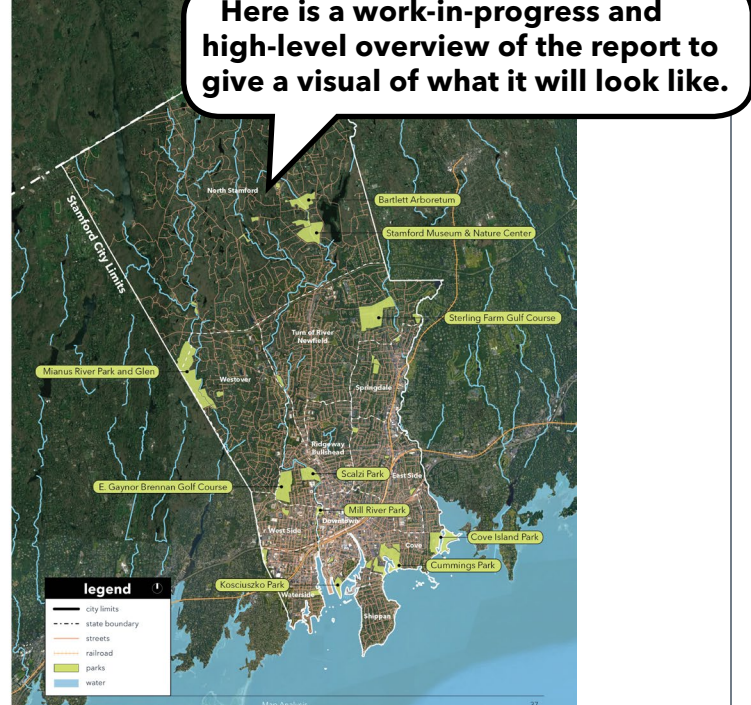 Here is a work-in-progress and
high-level overview of the report to
give a visual of what it will look like.
North Stamford
Bartlett Arboretum
Stamford Museum & Nature Center
Stamford City Limits
Sterling Farm Gulf Course
Turn of River
Newfield
Mianus River Park and Glen
Westover
Springdale
Ridgeway
Bullshead
Scalzi Park
East Side
E. Gaynor Brennan Golf Course
Mill River Park
Downtown
West Side
Cove Island Park
Cove
Cummings Park
Kosciuszko Park
Waterside
Shippan
legend
city limits
state boundary
streets
railroad
parks
water
Map Analysis
37